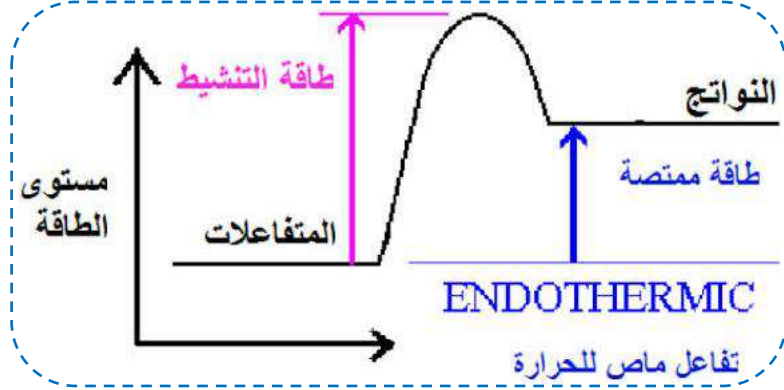 طاقة التنشيط
النواتج
طاقة ممتصة
مستوى
الطاقة
المتفاعلات
ENDOTHERMIC
تفاعل ماص للحرارة